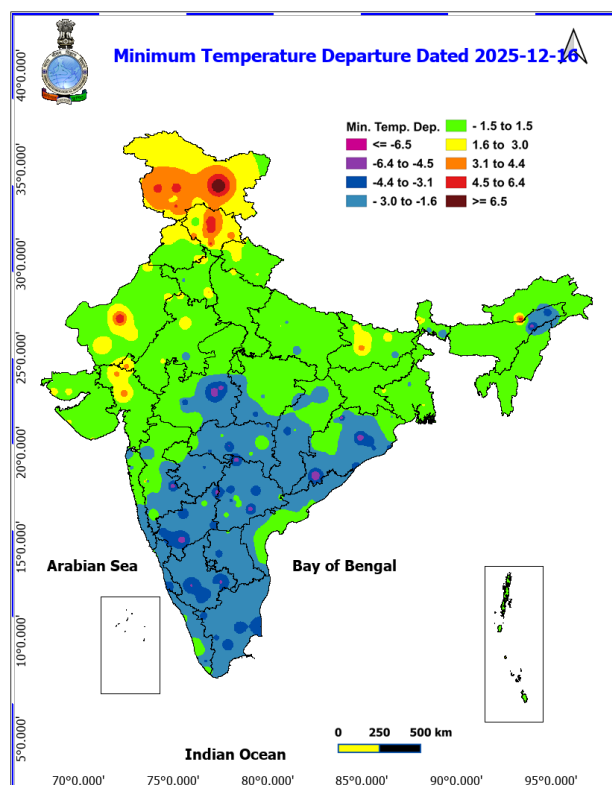 Minimum Temperature Departure Dated 2025-12-16
Min. Temp. Dep.
<= -6.5
-6.4 to -4.5
-4.4 to -3.1
- 3.0 to -1.6
- 1.5 to 1.5
1.6 to 3.0
3.1 to 4.4
4.5 to 6.4
>= 6.5
40°0.000'
35°0.000'
30°0.000'
25°0.000'
20°0.000'
15°0.000'
10°0.000'
5°0.000'
Arabian Sea
Bay of Bengal
0 250 500 km
Indian Ocean
70°0.000' 75°0.000' 80°0.000' 85°0.000' 90°0.000' 95°0.000'